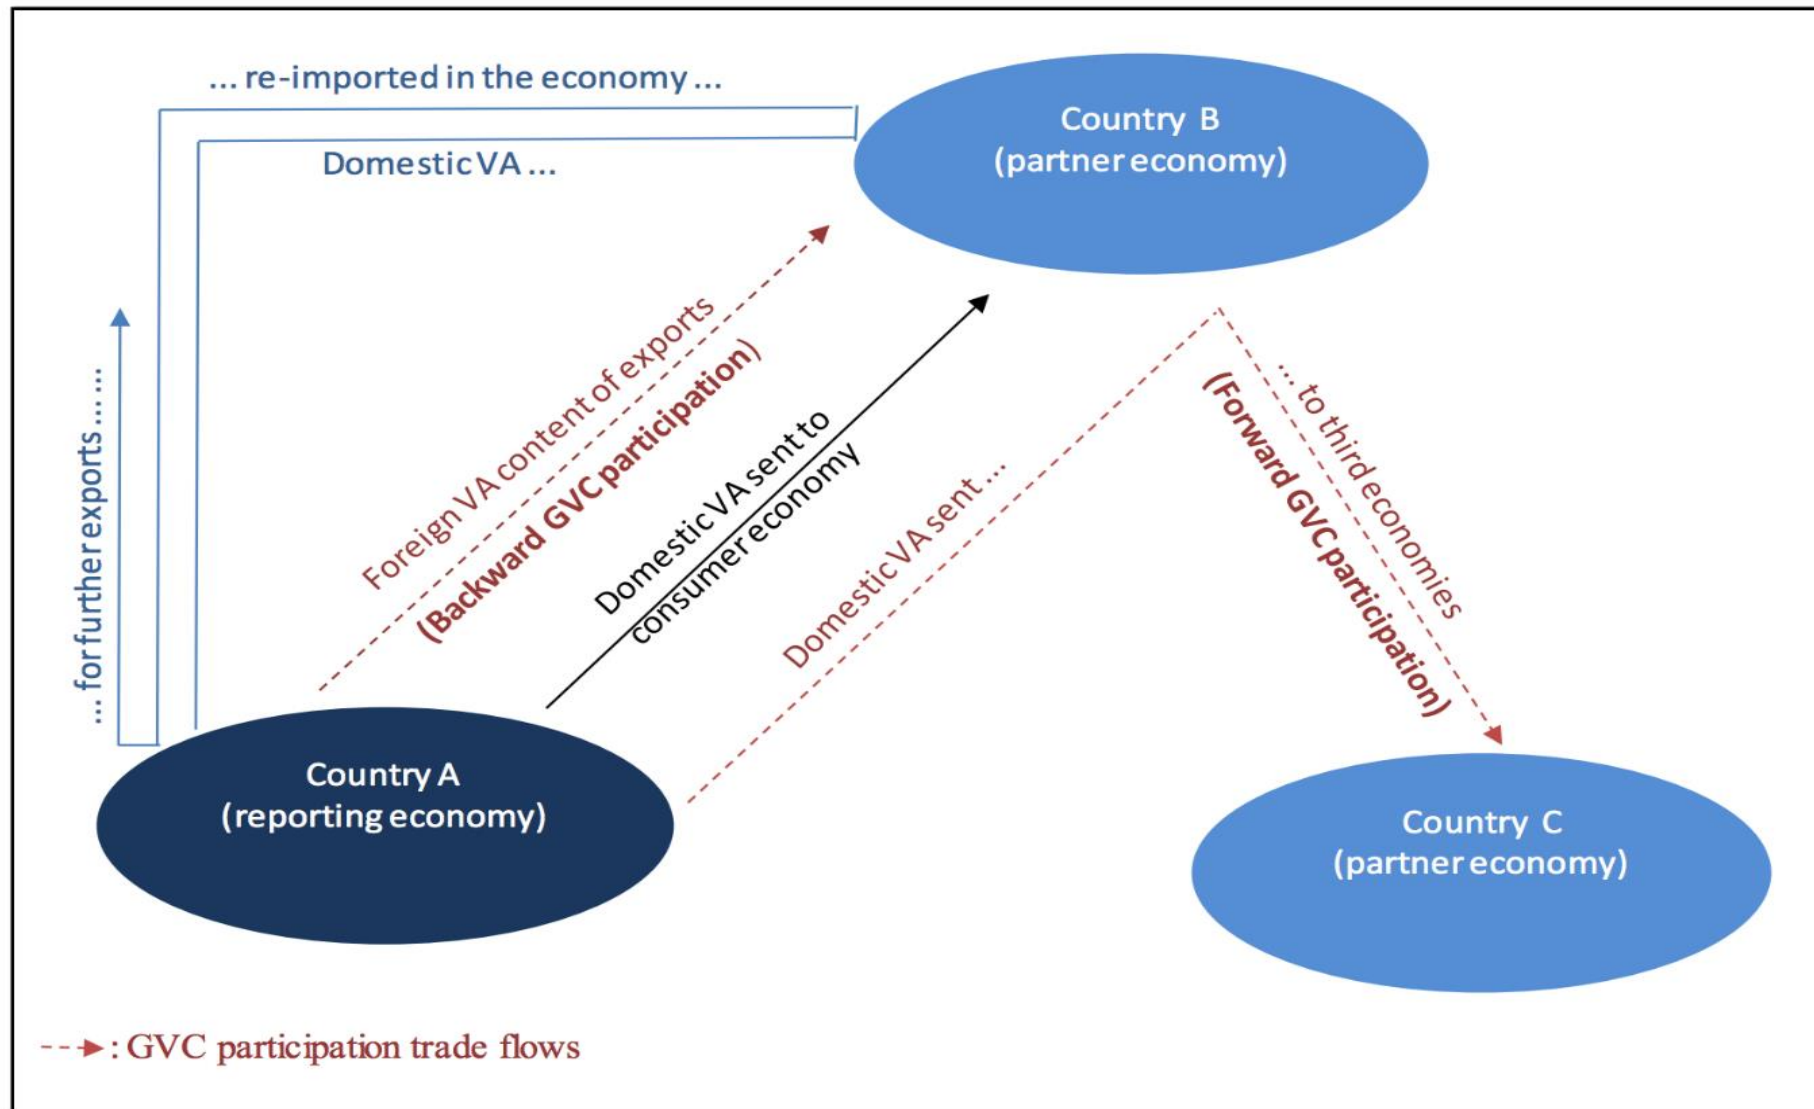 ... re-imported in the economy ...
Domestic VA ...
Country B
(partner economy)
... for further exports ... ...
Foreign VA content of exports
(Backward GVC participation)
Domestic VA sent to
consumer economy
Domestic VA sent ...
... to third economies
(Forward GVC participation)
Country A
(reporting economy)
Country C
(partner economy)
: GVC participation trade flows